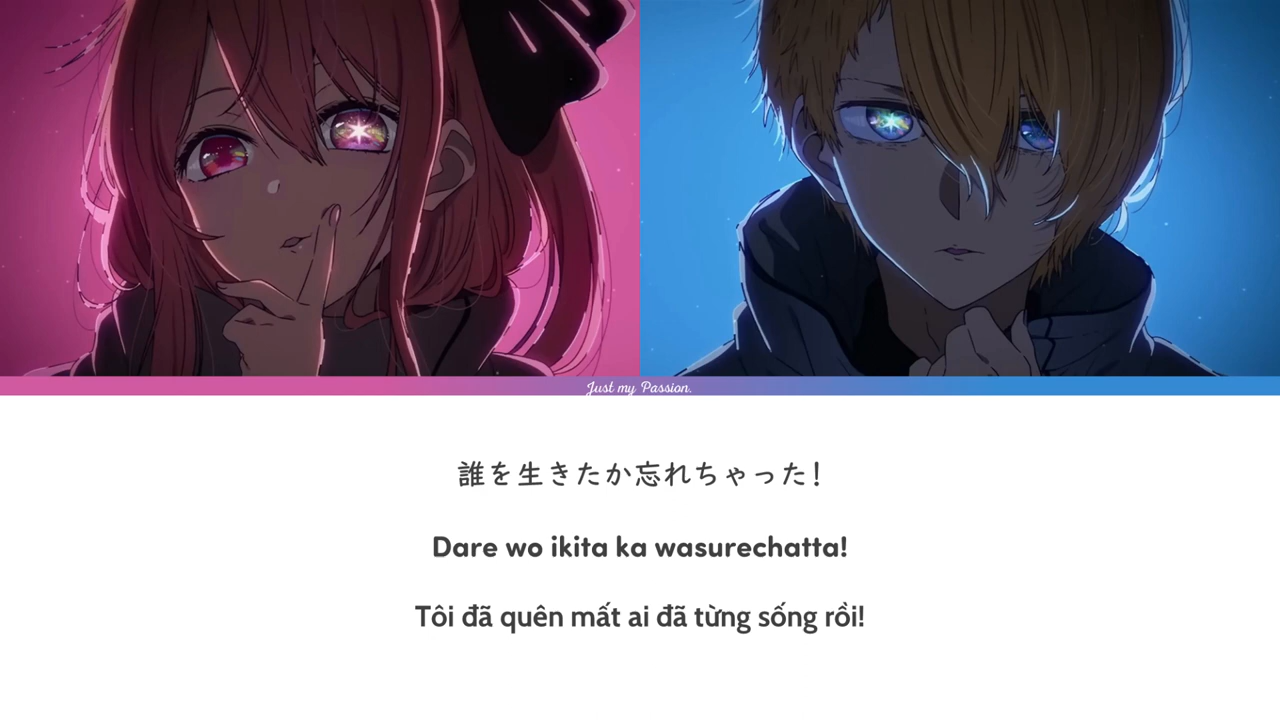 Just my Passion.
誰を生きたか忘れちゃった!
Dare wo ikita ka wasurechatta!
Tôi đã quên mất ai đã từng sống rồi!